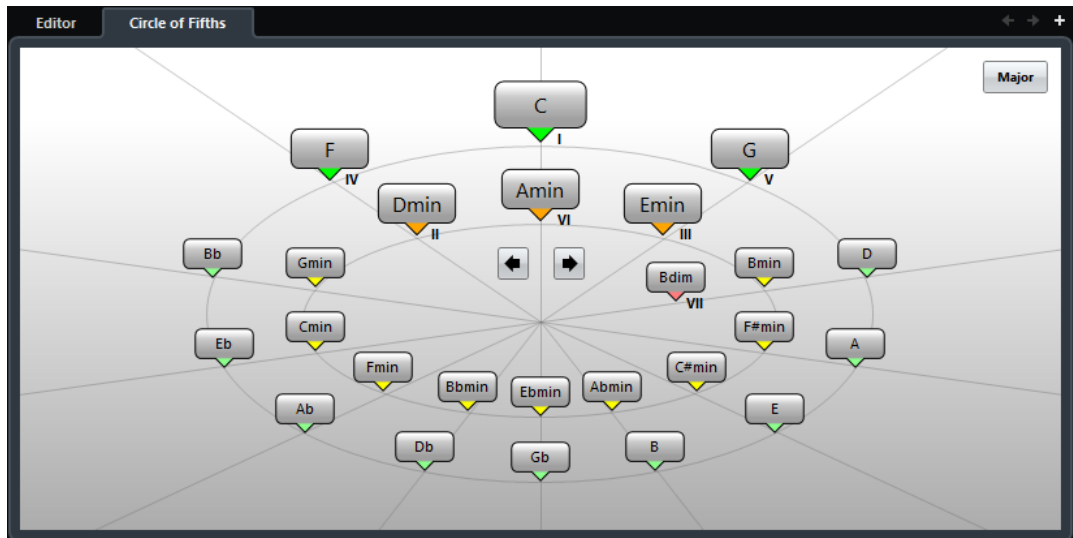 Editor
Circle of Fifths
Major
C
I
F
IV
G
V
Dmin
II
Amin
VI
Emin
III
Bb
Gmin
Bdim
VII
Bmin
D
Eb
Cmin
F#min
A
Fmin
C#min
Bbmin
Ebmin
Abmin
Ab
E
Db
Gb
B